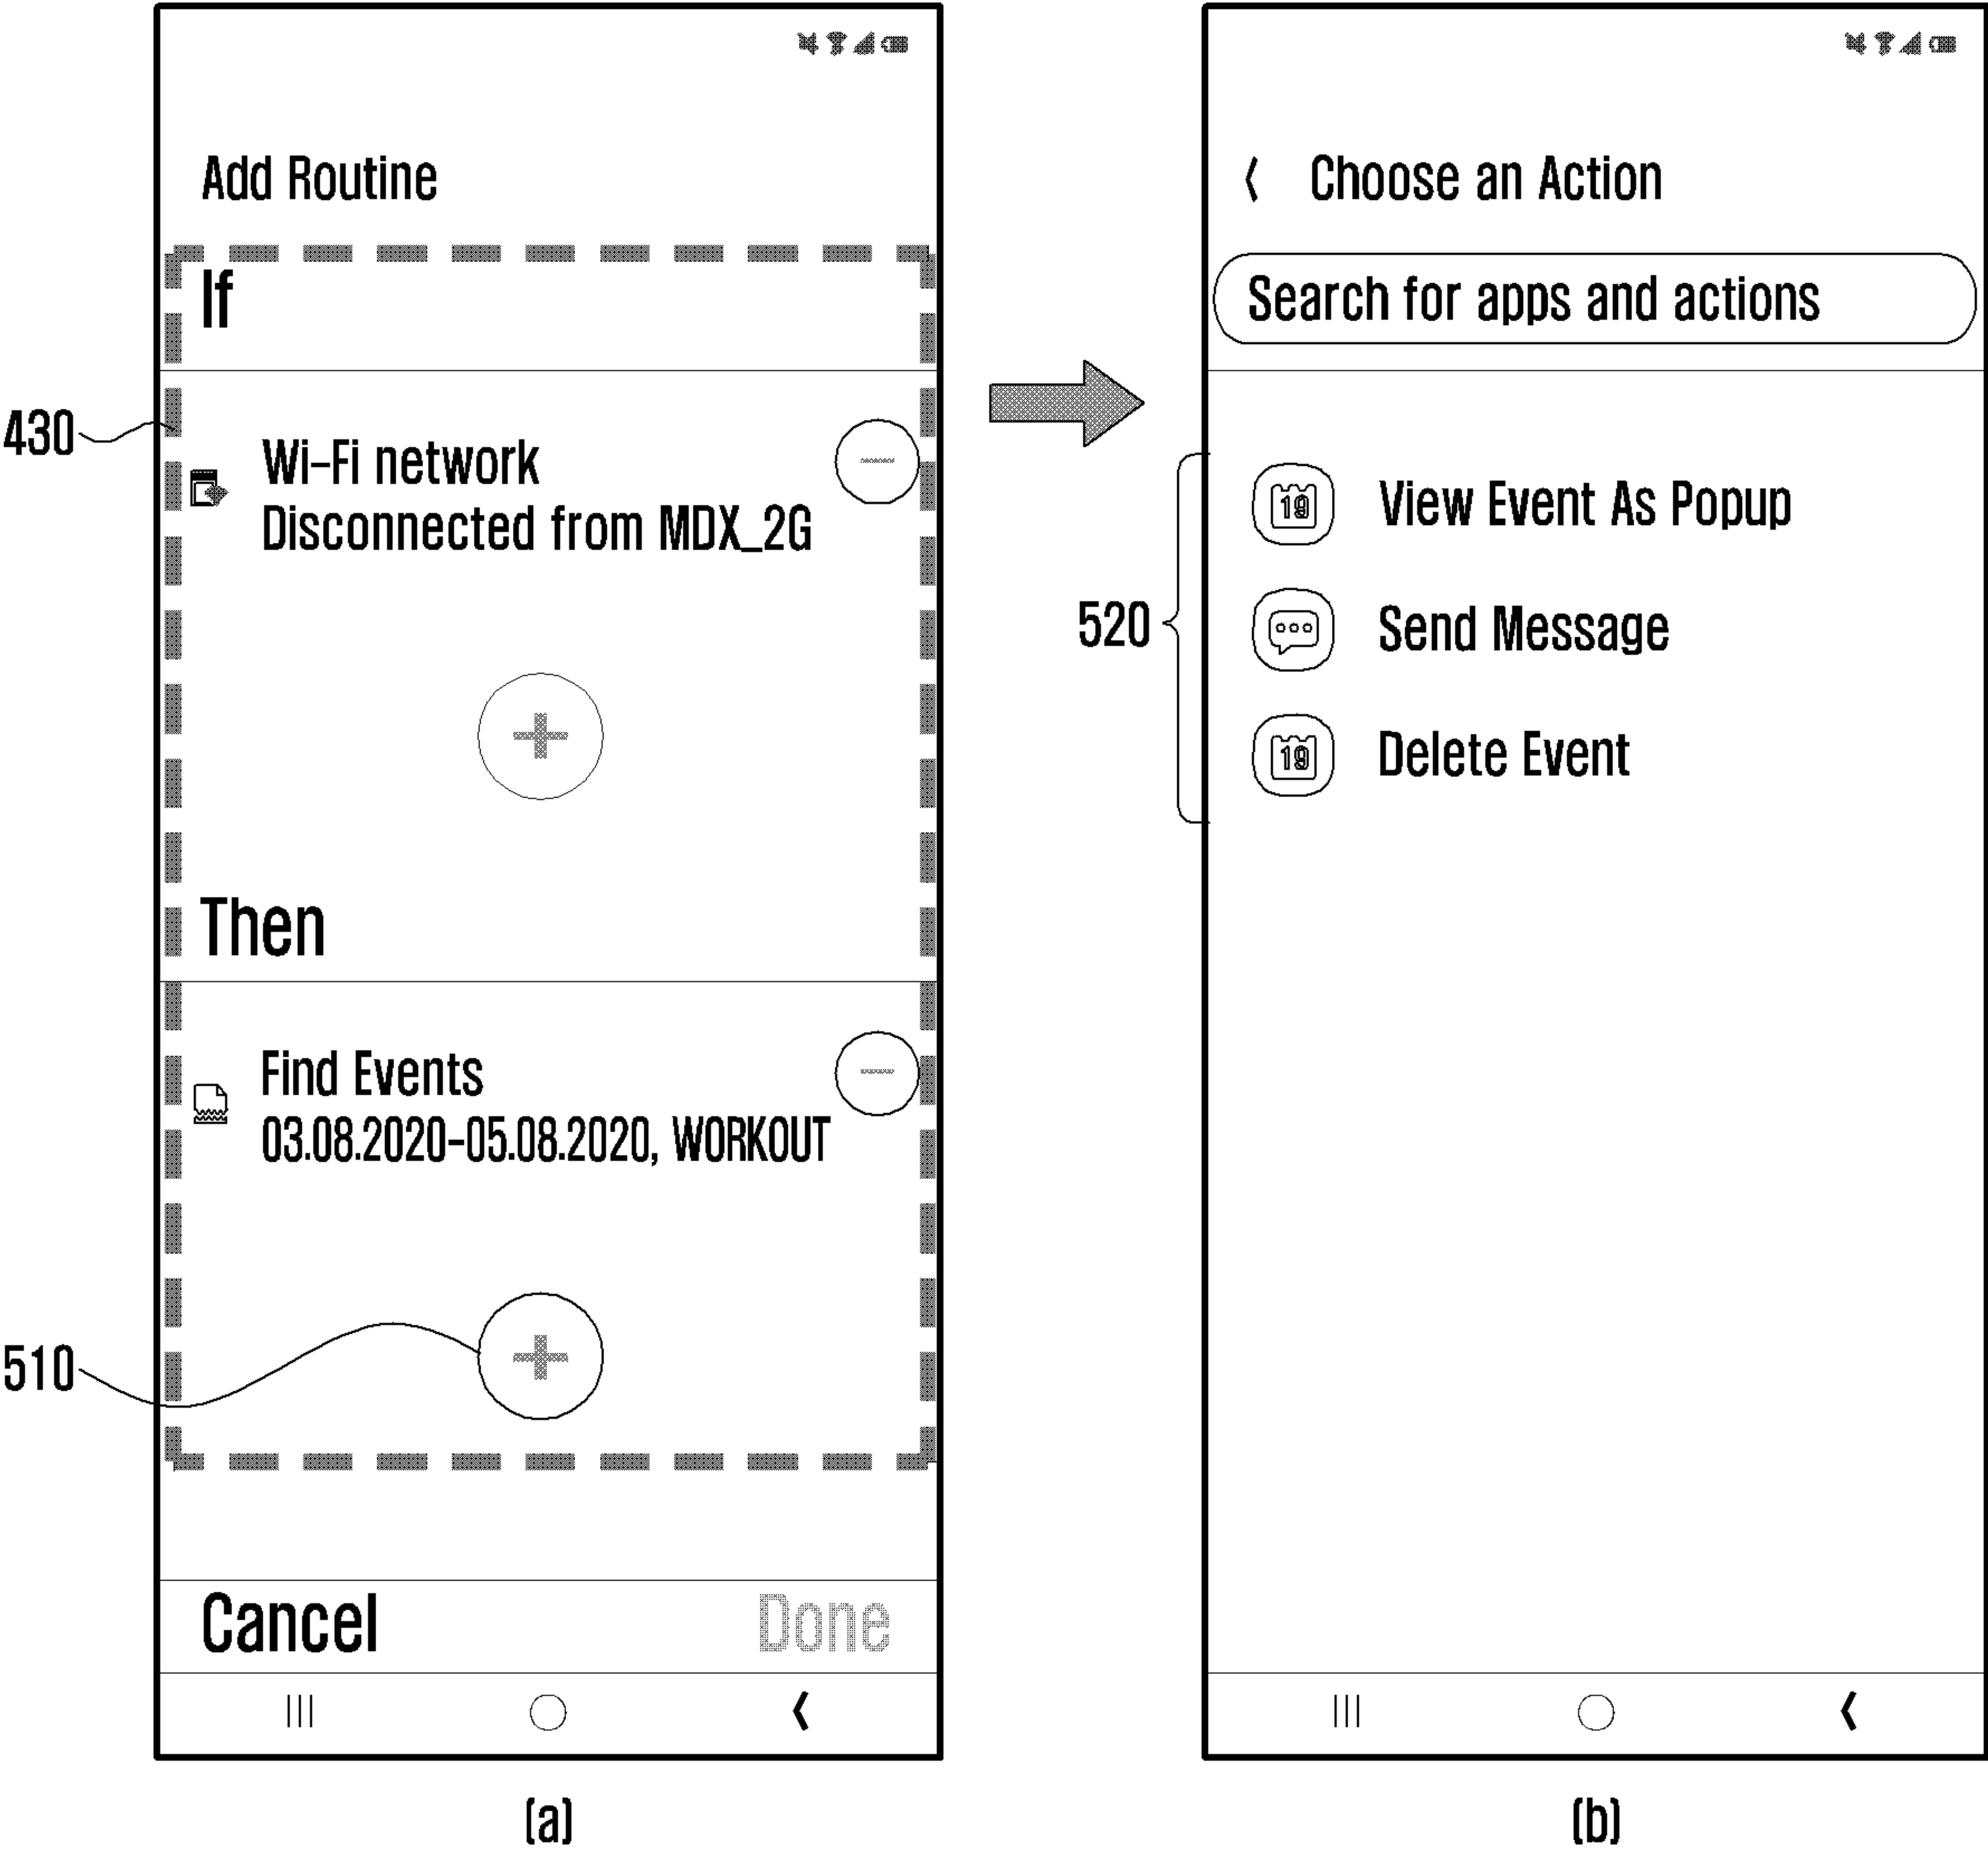 Add Routine
If
430
Wi-Fi network
Disconnected from MDX_2G
Then
Find Events
03.08.2020-05.08.2020, WORKOUT
510
Cancel
Done
(a)
Choose an Action
Search for apps and actions
520
19
View Event As Popup
Send Message
19
Delete Event
(b)